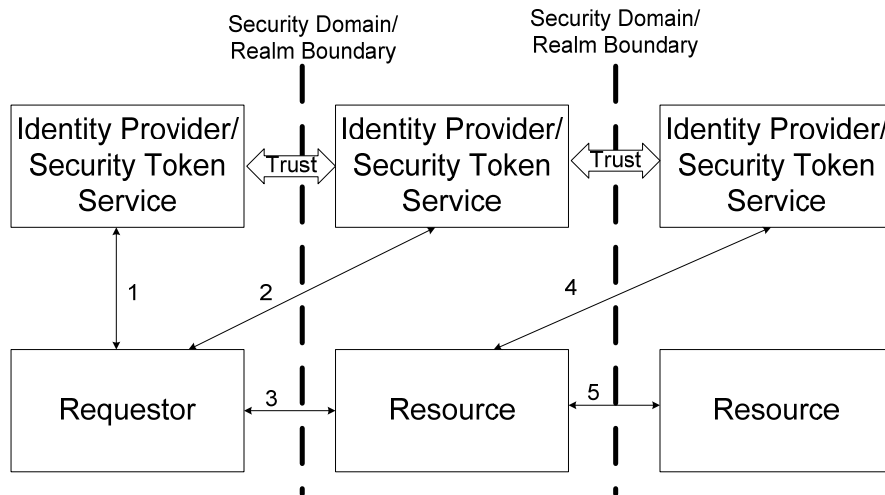 Security Domain/
Realm Boundary
Security Domain/
Realm Boundary
Identity Provider/
Security Token
Service
Trust
Identity Provider/
Security Token
Service
Trust
Identity Provider/
Security Token
Service
1
2
4
Requestor
3
Resource
5
Resource